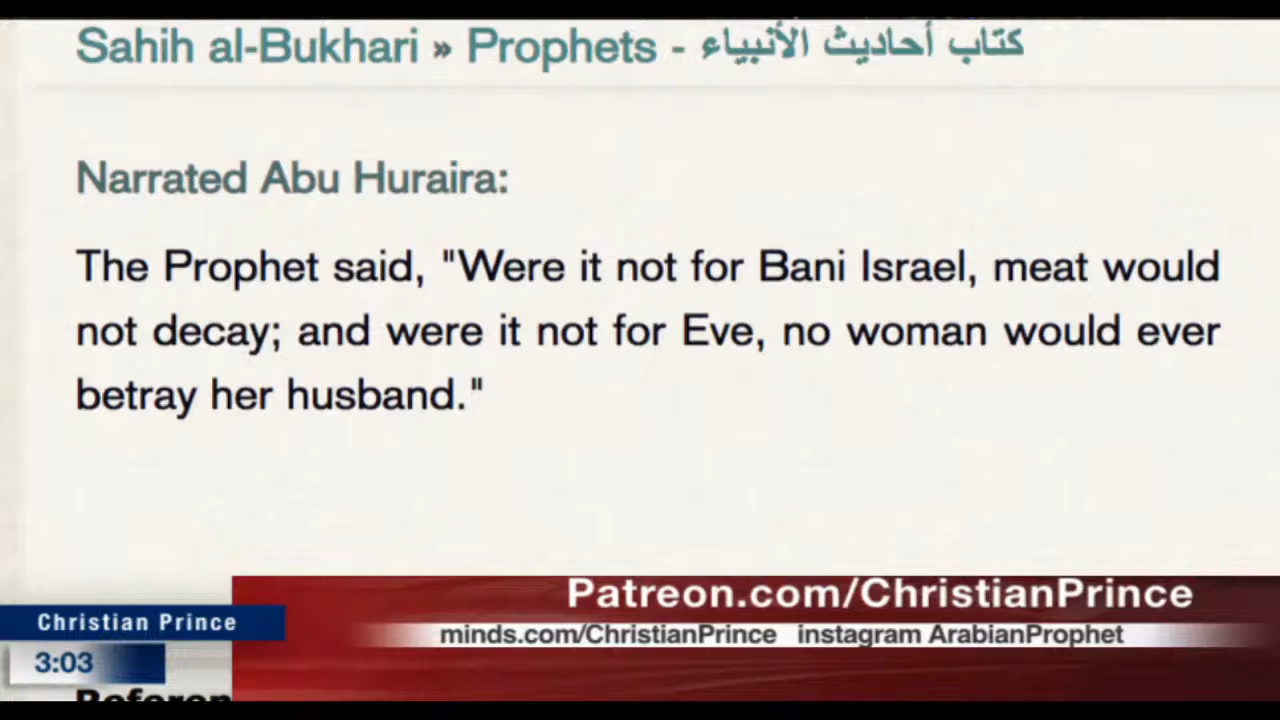 Sahih al-Bukhari » Prophets - كتاب أحاديث الأنبياء
Narrated Abu Huraira:
The Prophet said, "Were it not for Bani Israel, meat would
not decay; and were it not for Eve, no woman would ever
betray her husband."
Patreon.com/ChristianPrince
Christian Prince
minds.com/ChristianPrince instagram ArabianProphet
3:03